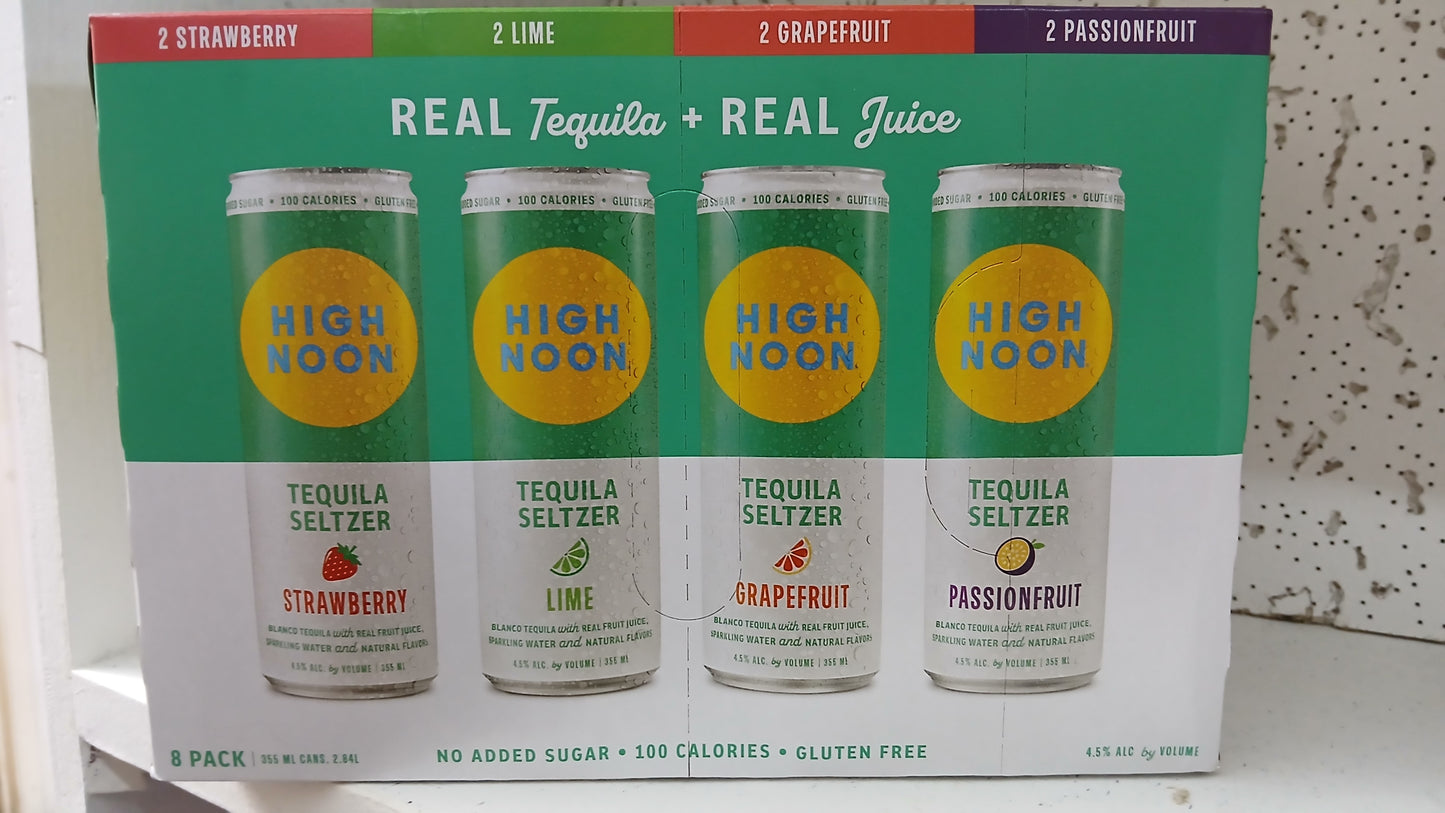 2 STRAWBERRY
2 LIME
2 GRAPEFRUIT
2 PASSIONFRUIT
REAL Tequila + REAL Juice
SUGAR • 100 CALORIES • GLUTEN
HIGH
NOON
TEQUILA
SELTZER
STRAWBERRY
BLANCO TEQUILA with REAL FRUIT JUICE,
SPARKLING WATER and NATURAL FLAVORS
4.5% ALC. by VOLUME | 355 ML
SUGAR • 100 CALORIES • GLUTEN
HIGH
NOON
TEQUILA
SELTZER
LIME
BLANCO TEQUILA with REAL FRUIT JUICE,
SPARKLING WATER and NATURAL FLAVORS
4.5% ALC. by VOLUME | 355 ML
SUGAR • 100 CALORIES • GLUTEN
HIGH
NOON
TEQUILA
SELTZER
GRAPEFRUIT
BLANCO TEQUILA with REAL FRUIT JUICE,
SPARKLING WATER and NATURAL FLAVORS
4.5% ALC. by VOLUME | 355 ML
SUGAR • 100 CALORIES • GLUTEN
HIGH
NOON
TEQUILA
SELTZER
PASSIONFRUIT
BLANCO TEQUILA with REAL FRUIT JUICE,
SPARKLING WATER and NATURAL FLAVORS
4.5% ALC. by VOLUME | 355 ML
8 PACK | 355 ML CANS. 2.84L
NO ADDED SUGAR • 100 CALORIES • GLUTEN FREE
4.5% ALC by VOLUME